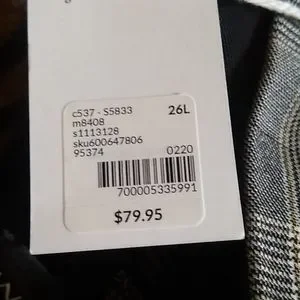 c537 - S5833 26L
m8408
s1113128
sku600647806
95374 0220
700005335991
$79.95